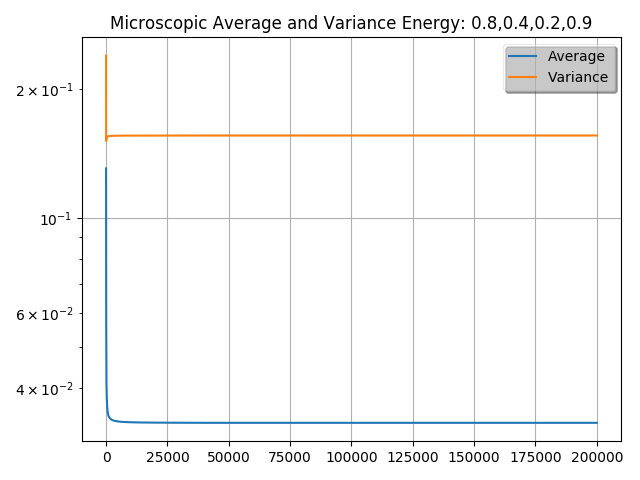 Microscopic Average and Variance Energy: 0.8,0.4,0.2,0.9
Average
Variance
2 × 10⁻¹
10⁻¹
6 × 10⁻²
4 × 10⁻²
0 25000 50000 75000 100000 125000 150000 175000 200000